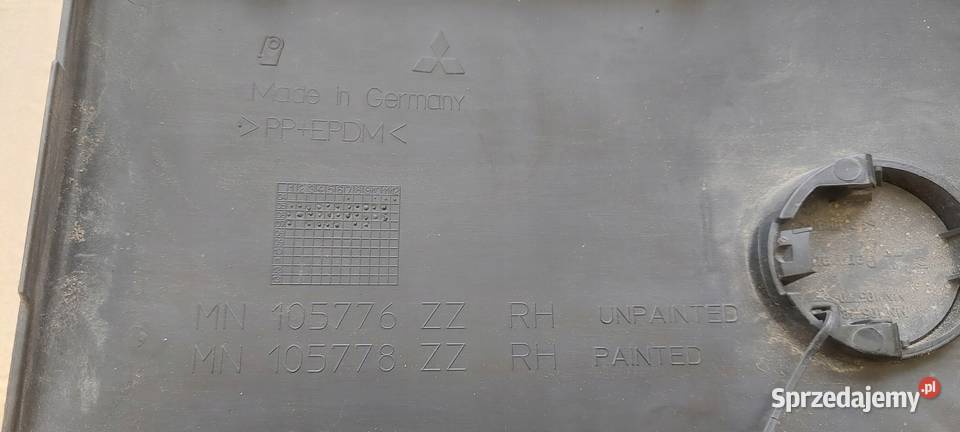 Made in Germany
>PP+EPDM<
MN 105776 ZZ RH UNPAINTED
MN 105778 ZZ RH PAINTED
Sprzedajemy.pl